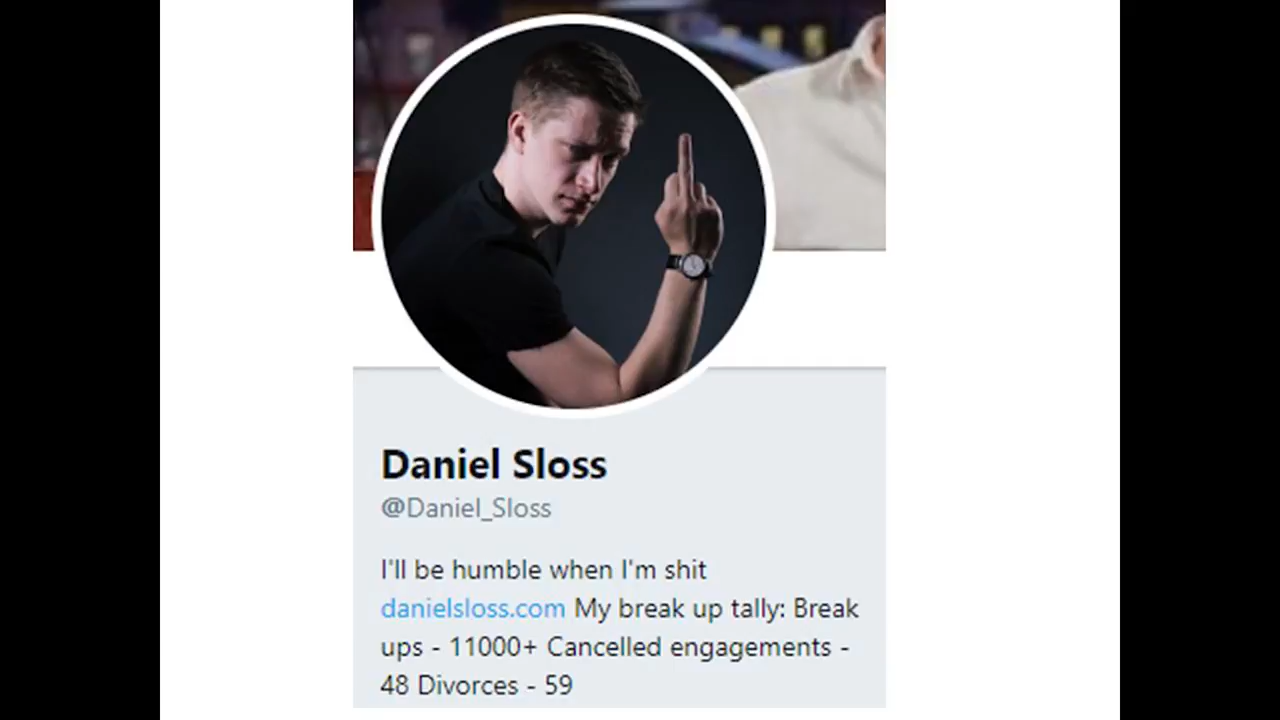 Daniel Sloss
@Daniel_Sloss
I'll be humble when I'm shit
danielsloss.com My break up tally: Break
ups - 11000+ Cancelled engagements -
48 Divorces - 59